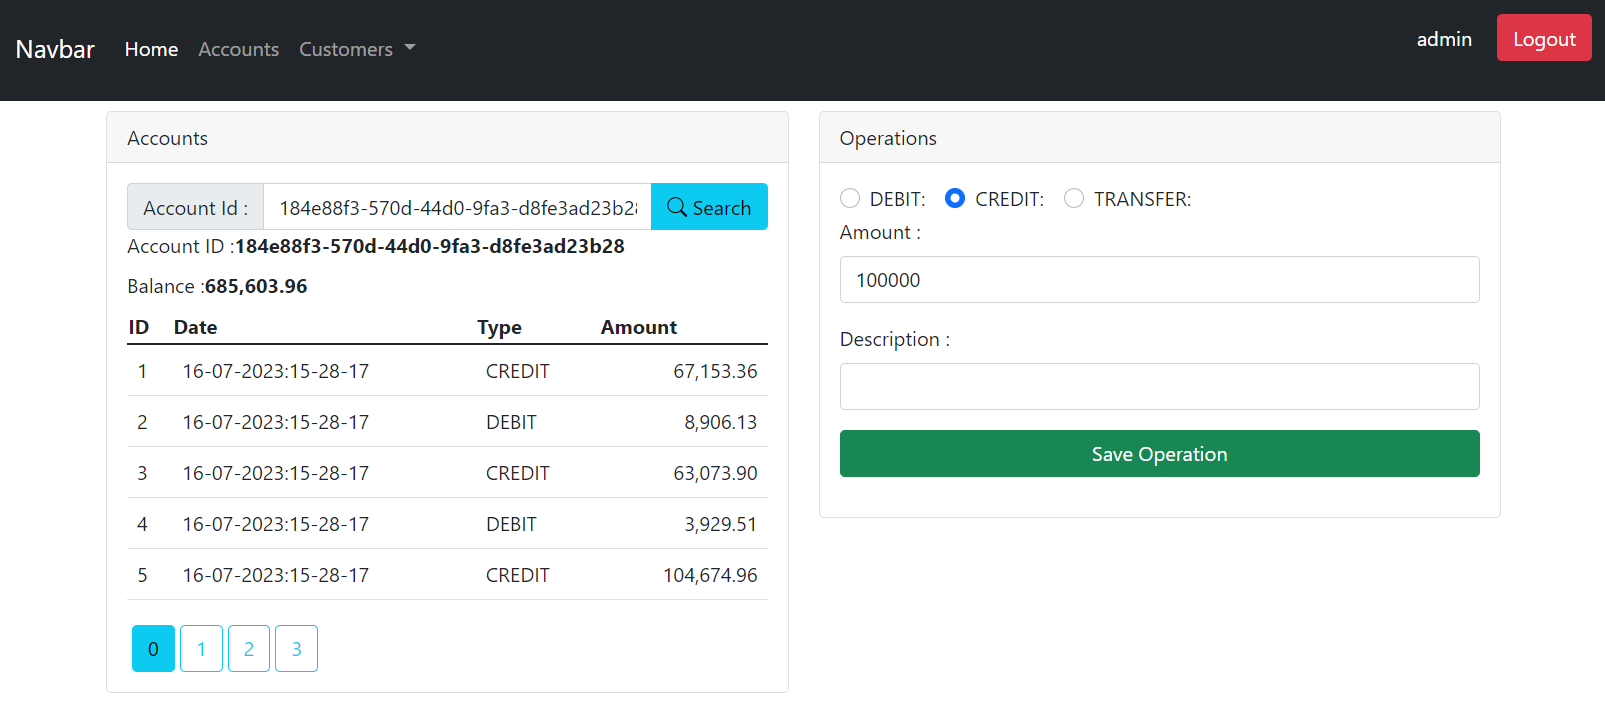 Navbar Home Accounts Customers admin Logout
Accounts
Account Id : 184e88f3-570d-44d0-9fa3-d8fe3ad23b28 Search
Account ID :184e88f3-570d-44d0-9fa3-d8fe3ad23b28
Balance :685,603.96
ID Date Type Amount
1 16-07-2023:15-28-17 CREDIT 67,153.36
2 16-07-2023:15-28-17 DEBIT 8,906.13
3 16-07-2023:15-28-17 CREDIT 63,073.90
4 16-07-2023:15-28-17 DEBIT 3,929.51
5 16-07-2023:15-28-17 CREDIT 104,674.96
0 1 2 3
Operations
DEBIT: CREDIT: TRANSFER:
Amount :
100000
Description :
Save Operation